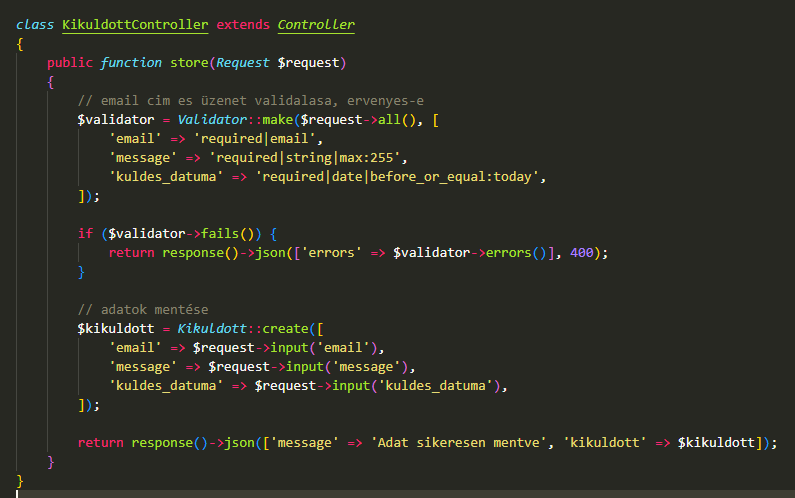 class KikuldottController extends Controller
{
    public function store(Request $request)
    {
        // email cim es üzenet validalasa, ervenyes-e
        $validator = Validator::make($request->all(), [
            'email' => 'required|email',
            'message' => 'required|string|max:255',
            'kuldes_datuma' => 'required|date|before_or_equal:today',
        ]);

        if ($validator->fails()) {
            return response()->json(['errors' => $validator->errors()], 400);
        }

        // adatok mentése
        $kikuldott = Kikuldott::create([
            'email' => $request->input('email'),
            'message' => $request->input('message'),
            'kuldes_datuma' => $request->input('kuldes_datuma'),
        ]);

        return response()->json(['message' => 'Adat sikeresen mentve', 'kikuldott' => $kikuldott]);
    }
}